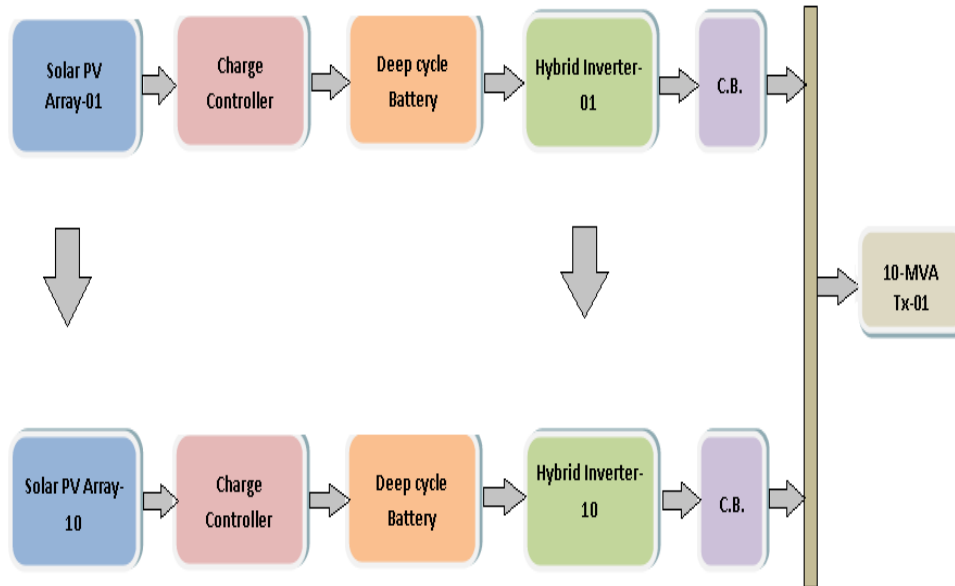 Solar PV
Array-01
Charge
Controller
Deep cycle
Battery
Hybrid Inverter-
01
C.B.
10-MVA
Tx-01
Solar PV Array-
10
Charge
Controller
Deep cycle
Battery
Hybrid Inverter-
10
C.B.